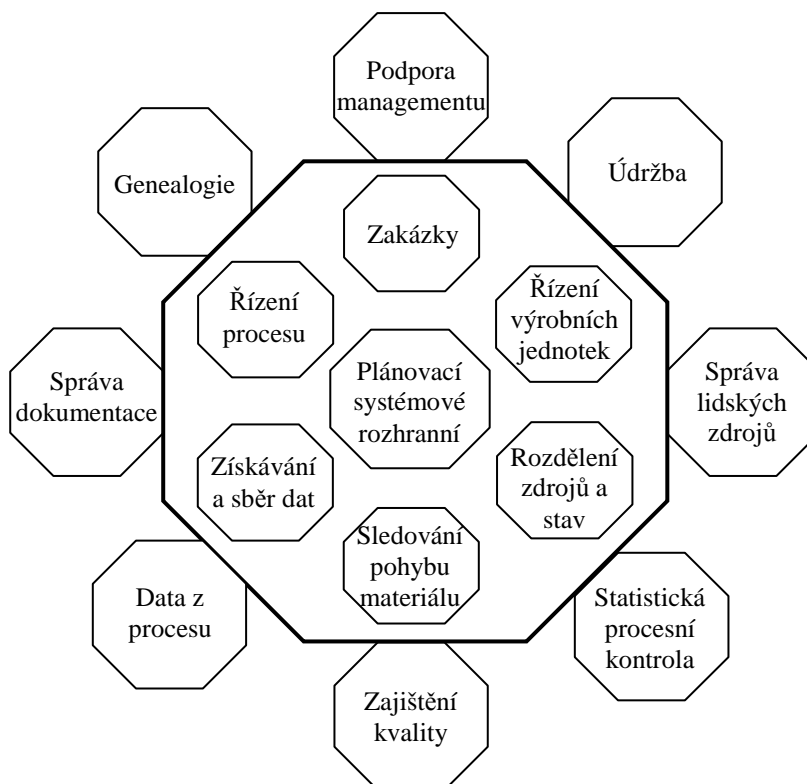 Podpora
managementu
Genealogie
Údržba
Zakázky
Řízení
procesu
Řízení
výrobních
jednotek
Správa
dokumentace
Plánovací
systémové
rozhranní
Správa
lidských
zdrojů
Získávání
a sběr dat
Rozdělení
zdrojů a
stav
Sledování
pohybu
materiálu
Data z
procesu
Statistická
procesní
kontrola
Zajištění
kvality